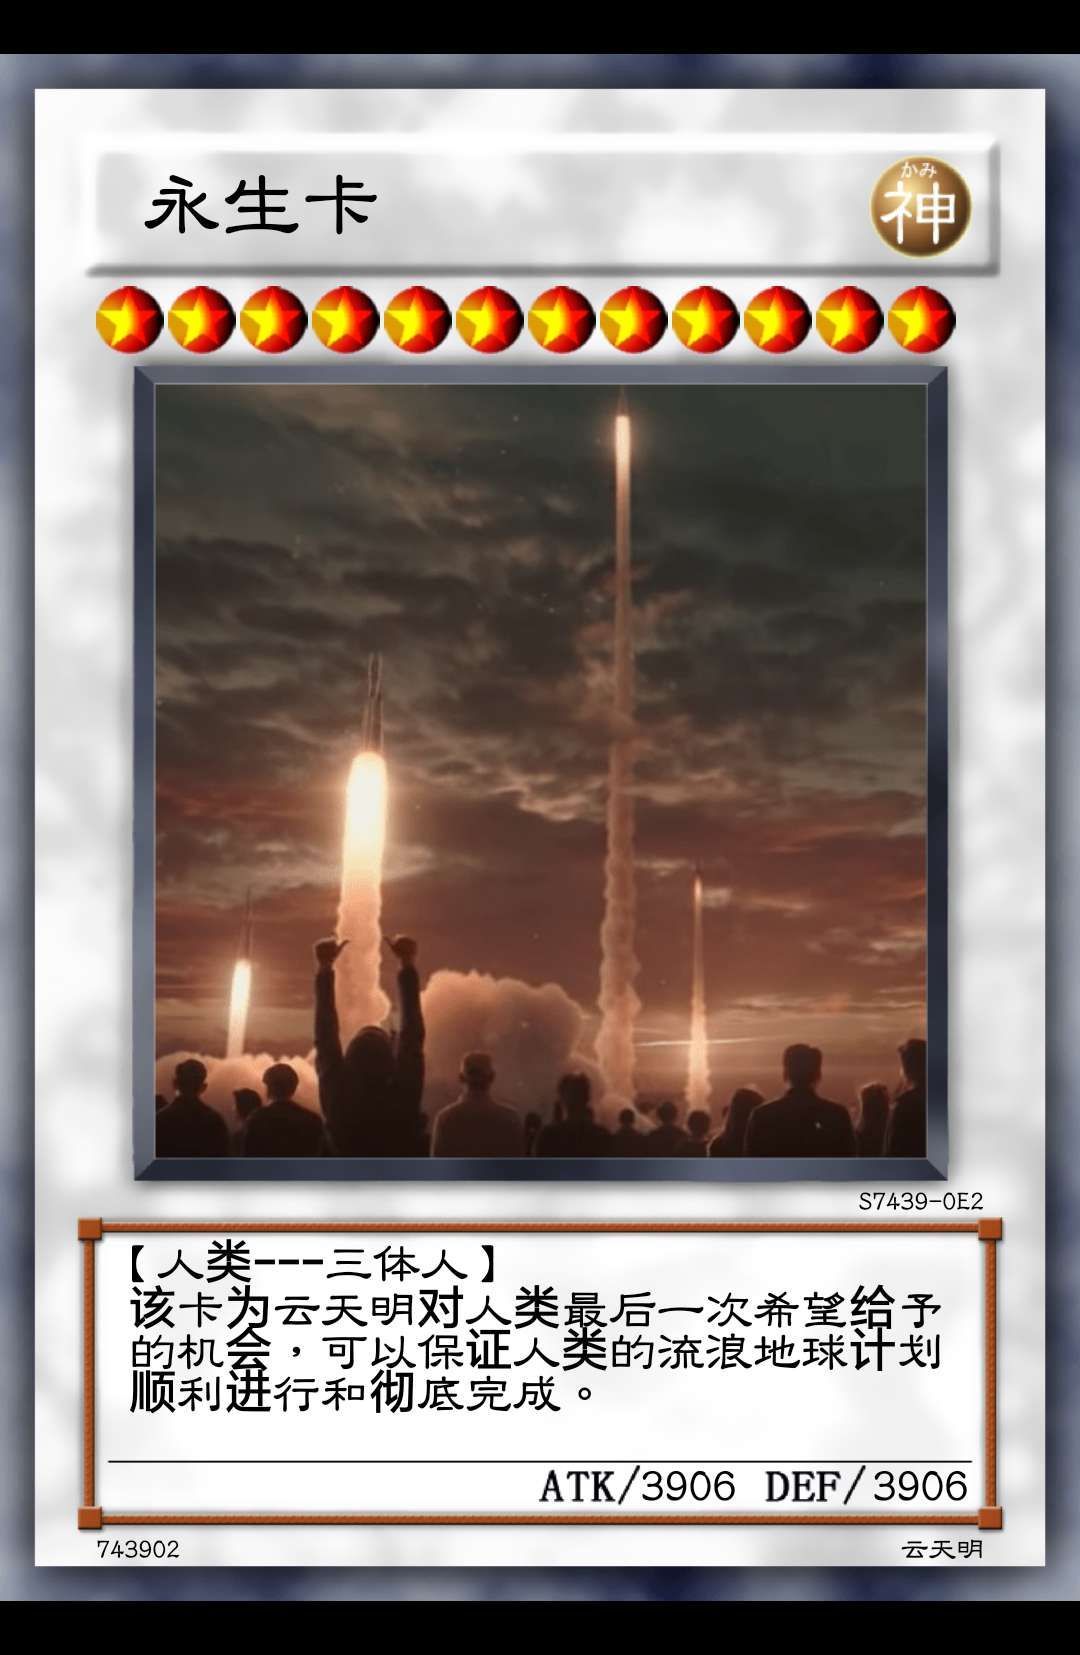 永生卡
かみ
神
S7439-0E2
【人类---三体人】
该卡为云天明对人类最后一次希望给予
的机会，可以保证人类的流浪地球计划
顺利进行和彻底完成。
ATK/3906 DEF/3906
743902 云天明